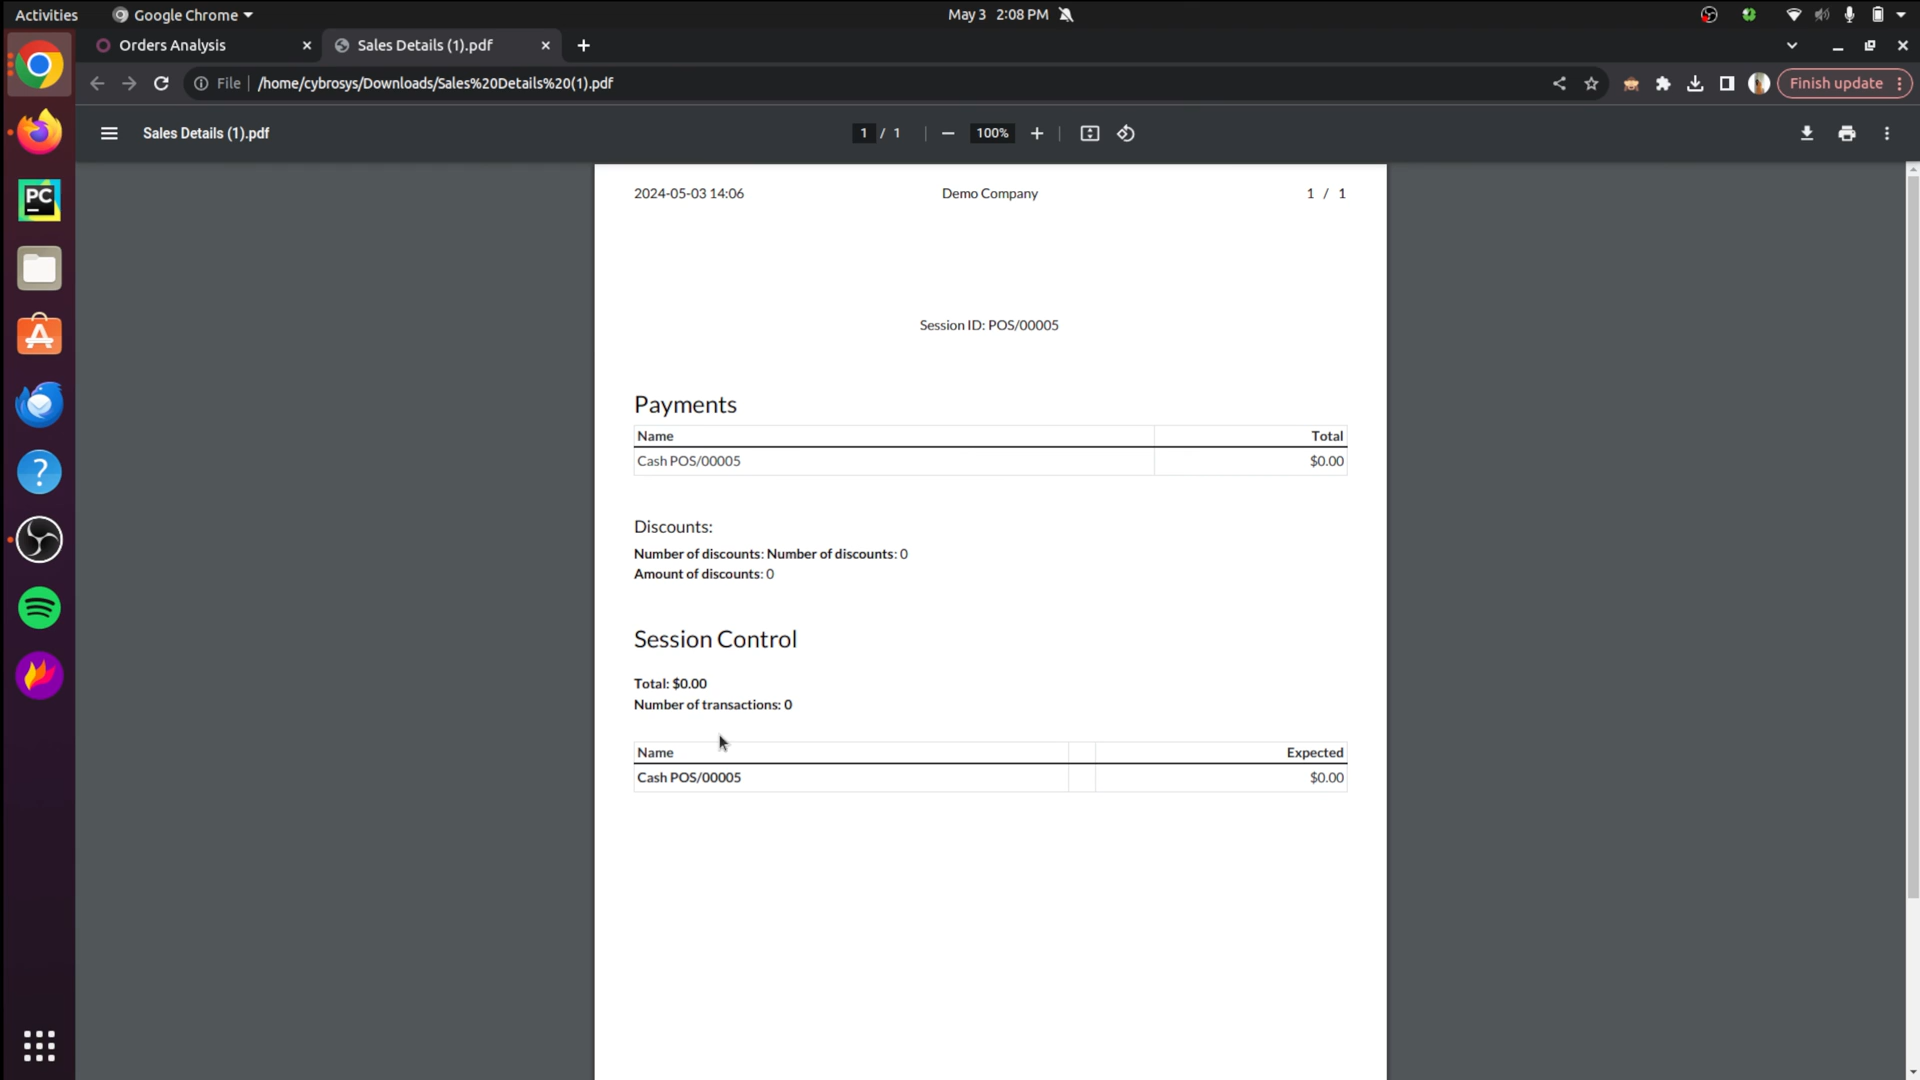 Activities Google Chrome May 3 2:08 PM
Orders Analysis Sales Details (1).pdf
File /home/cybrosys/Downloads/Sales%20Details%20(1).pdf Finish update
Sales Details (1).pdf 1 / 1 100%
2024-05-03 14:06 Demo Company 1 / 1
Session ID: POS/00005
Payments
Name Total
Cash POS/00005 $0.00
Discounts:
Number of discounts: Number of discounts: 0
Amount of discounts: 0
Session Control
Total: $0.00
Number of transactions: 0
Name Expected
Cash POS/00005 $0.00
PC